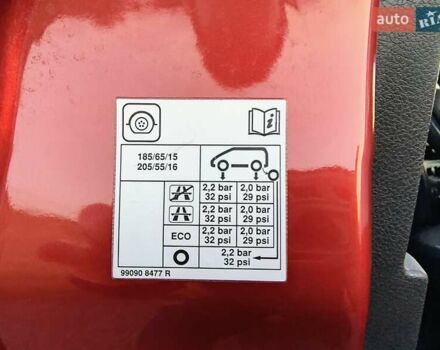 auto RIA
185/65/15
205/55/16
2,2 bar 2,0 bar
32 psi 29 psi
2,2 bar 2,0 bar
32 psi 29 psi
ECO 2,2 bar 2,0 bar
32 psi 29 psi
2,2 bar
32 psi
99090 8477 R